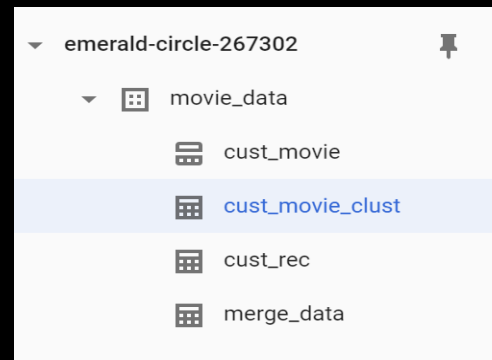 emerald-circle-267302
movie_data
cust_movie
cust_movie_clust
cust_rec
merge_data